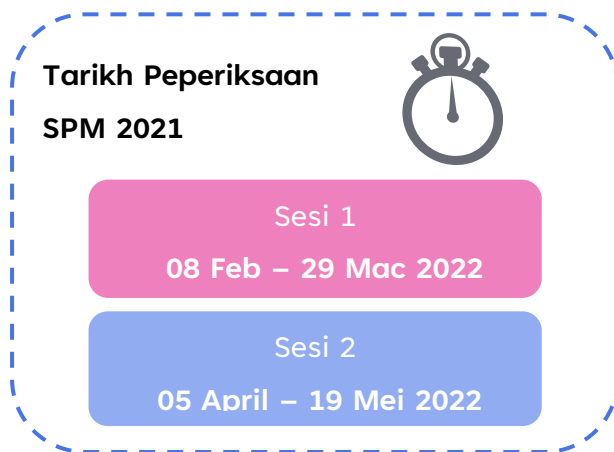 Tarikh Peperiksaan
SPM 2021
Sesi 1
08 Feb – 29 Mac 2022
Sesi 2
05 April – 19 Mei 2022